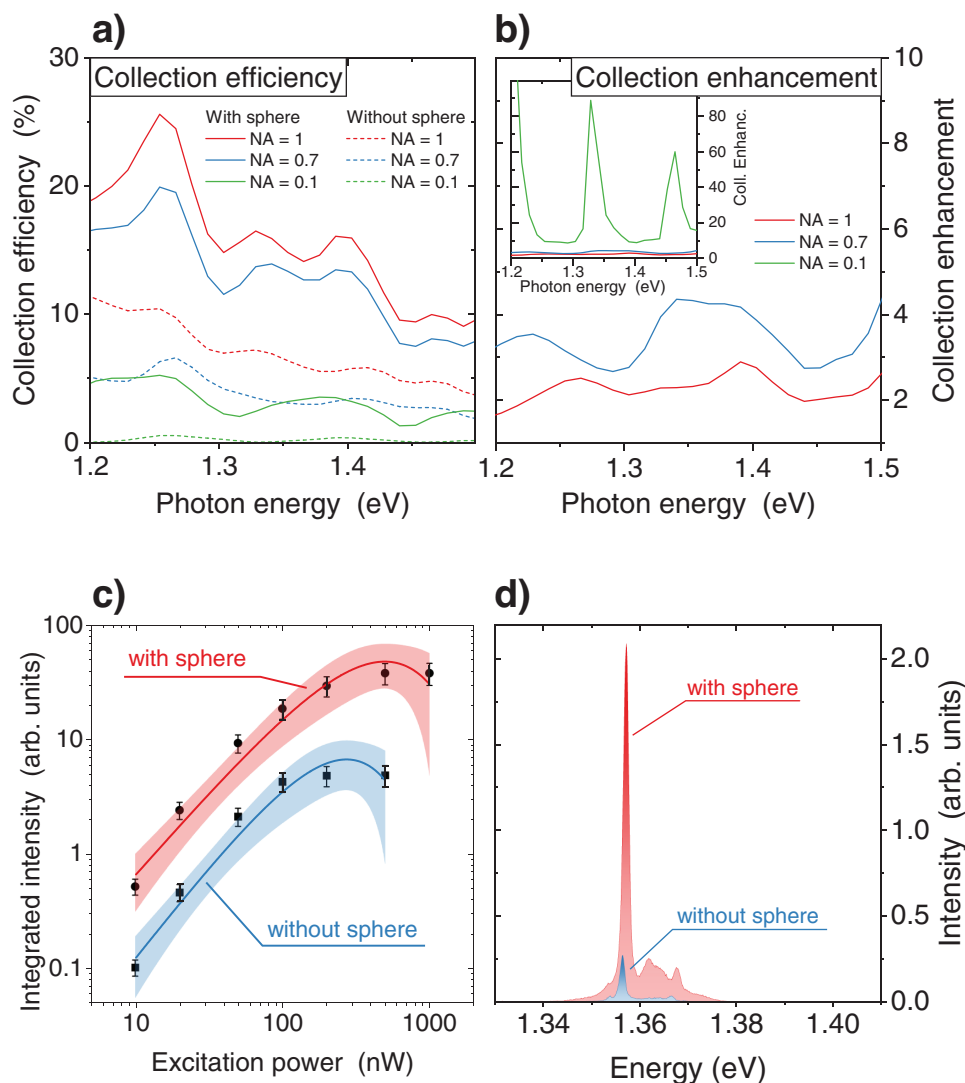 a)
Collection efficiency
With sphere
Without sphere
NA = 1
NA = 1
NA = 0.7
NA = 0.7
NA = 0.1
NA = 0.1
30
20
10
0
Collection efficiency (%)
1.2
1.3
1.4
Photon energy (eV)
b)
Collection enhancement
80
60
40
20
0
Coll. Enhanc.
1.2
1.3
1.4
1.5
Photon energy (eV)
NA = 1
NA = 0.7
NA = 0.1
10
8
6
4
2
Collection enhancement
1.2
1.3
1.4
1.5
Photon energy (eV)
c)
with sphere
without sphere
100
10
1
0.1
Integrated intensity (arb. units)
10
100
1000
Excitation power (nW)
d)
with sphere
without sphere
2.0
1.5
1.0
0.5
0.0
Intensity (arb. units)
1.34
1.36
1.38
1.40
Energy (eV)